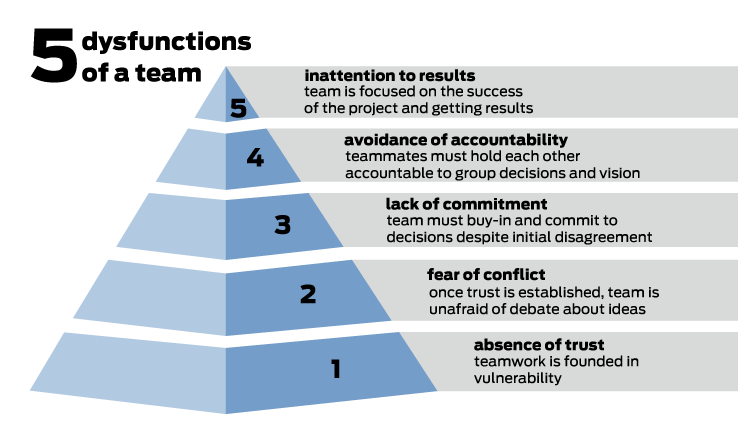 5 dysfunctions
of a team
5
inattention to results
team is focused on the success
of the project and getting results
4
avoidance of accountability
teammates must hold each other
accountable to group decisions and vision
3
lack of commitment
team must buy-in and commit to
decisions despite initial disagreement
2
fear of conflict
once trust is established, team is
unafraid of debate about ideas
1
absence of trust
teamwork is founded in
vulnerability